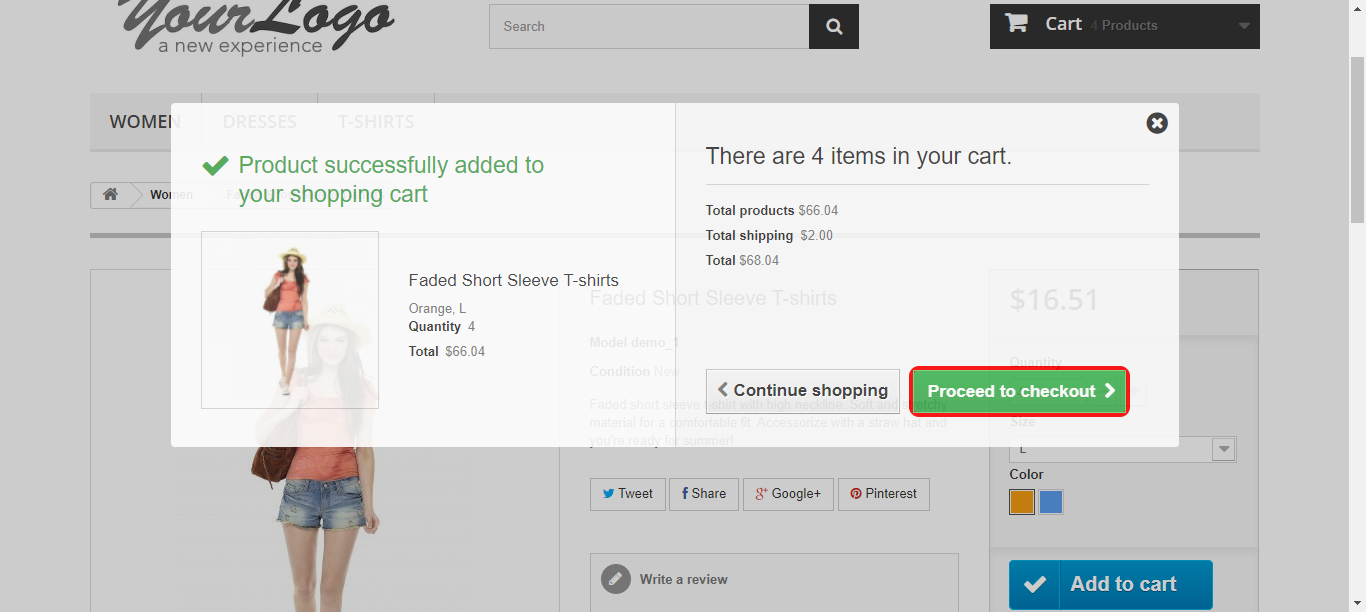 YourLogo
a new experience
Search
Cart 4 Products
WOMEN DRESSES T-SHIRTS
Women
Product successfully added to
your shopping cart
Faded Short Sleeve T-shirts
Orange, L
Quantity 4
Total $66.04
There are 4 items in your cart.
Total products $66.04
Total shipping $2.00
Total $68.04
Continue shopping
Proceed to checkout
Faded Short Sleeve T-shirts
Model demo_1
Condition New
Faded short sleeve t-shirt with high neckline. Soft and stretchy
material for a comfortable fit. Accessorize with a straw hat and
you're ready for summer!
Tweet
Share
Google+
Pinterest
Write a review
$16.51
Quantity
Size
L
Color
Add to cart